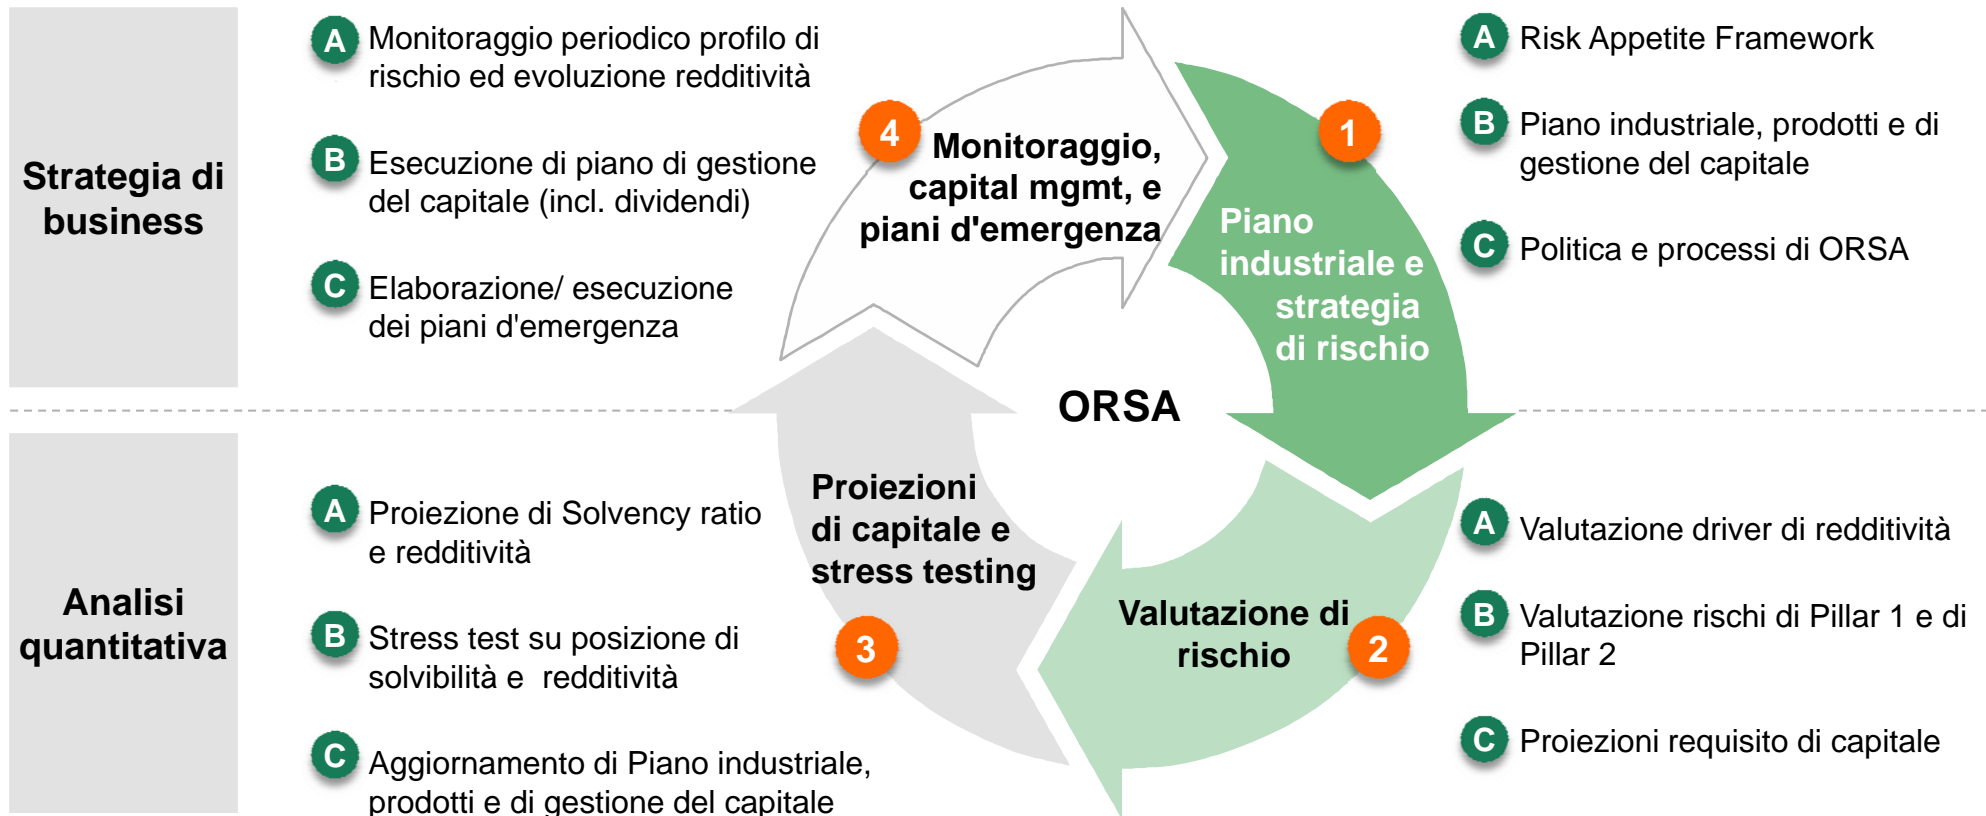 Strategia di
business
A Monitoraggio periodico profilo di
rischio ed evoluzione redditività
B Esecuzione di piano di gestione
del capitale (incl. dividendi)
C Elaborazione/ esecuzione
dei piani d'emergenza
4
Monitoraggio,
capital mgmt, e
piani d'emergenza
1
Piano
industriale e
strategia
di rischio
A Risk Appetite Framework
B Piano industriale, prodotti e di
gestione del capitale
C Politica e processi di ORSA
ORSA
Analisi
quantitativa
A Proiezione di Solvency ratio
e redditività
B Stress test su posizione di
solvibilità e redditività
C Aggiornamento di Piano industriale,
prodotti e di gestione del capitale
Proiezioni
di capitale e
stress testing
3
Valutazione di
rischio
2
A Valutazione driver di redditività
B Valutazione rischi di Pillar 1 e di
Pillar 2
C Proiezioni requisito di capitale